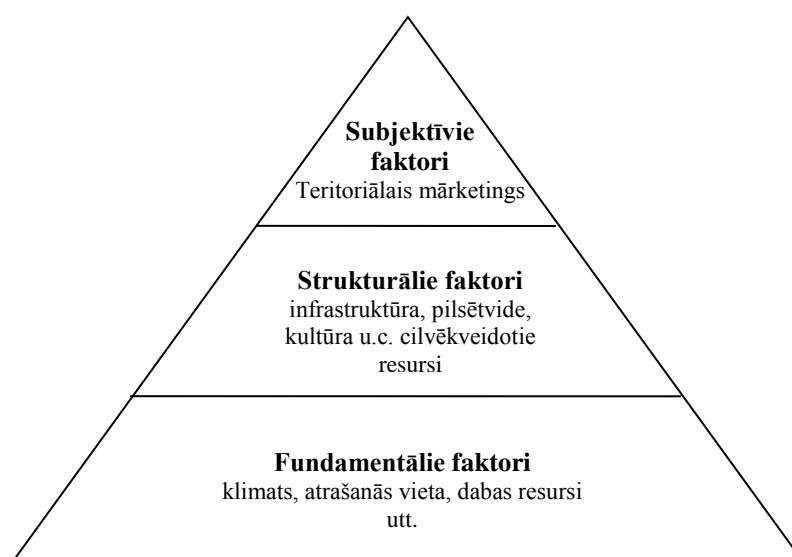 Subjektīvie
faktori
Teritoriālais mārketings
Strukturālie faktori
infrastruktūra, pilsētvide,
kultūra u.c. cilvēkveidotie
resursi
Fundamentālie faktori
klimats, atrašanās vieta, dabas resursi
utt.